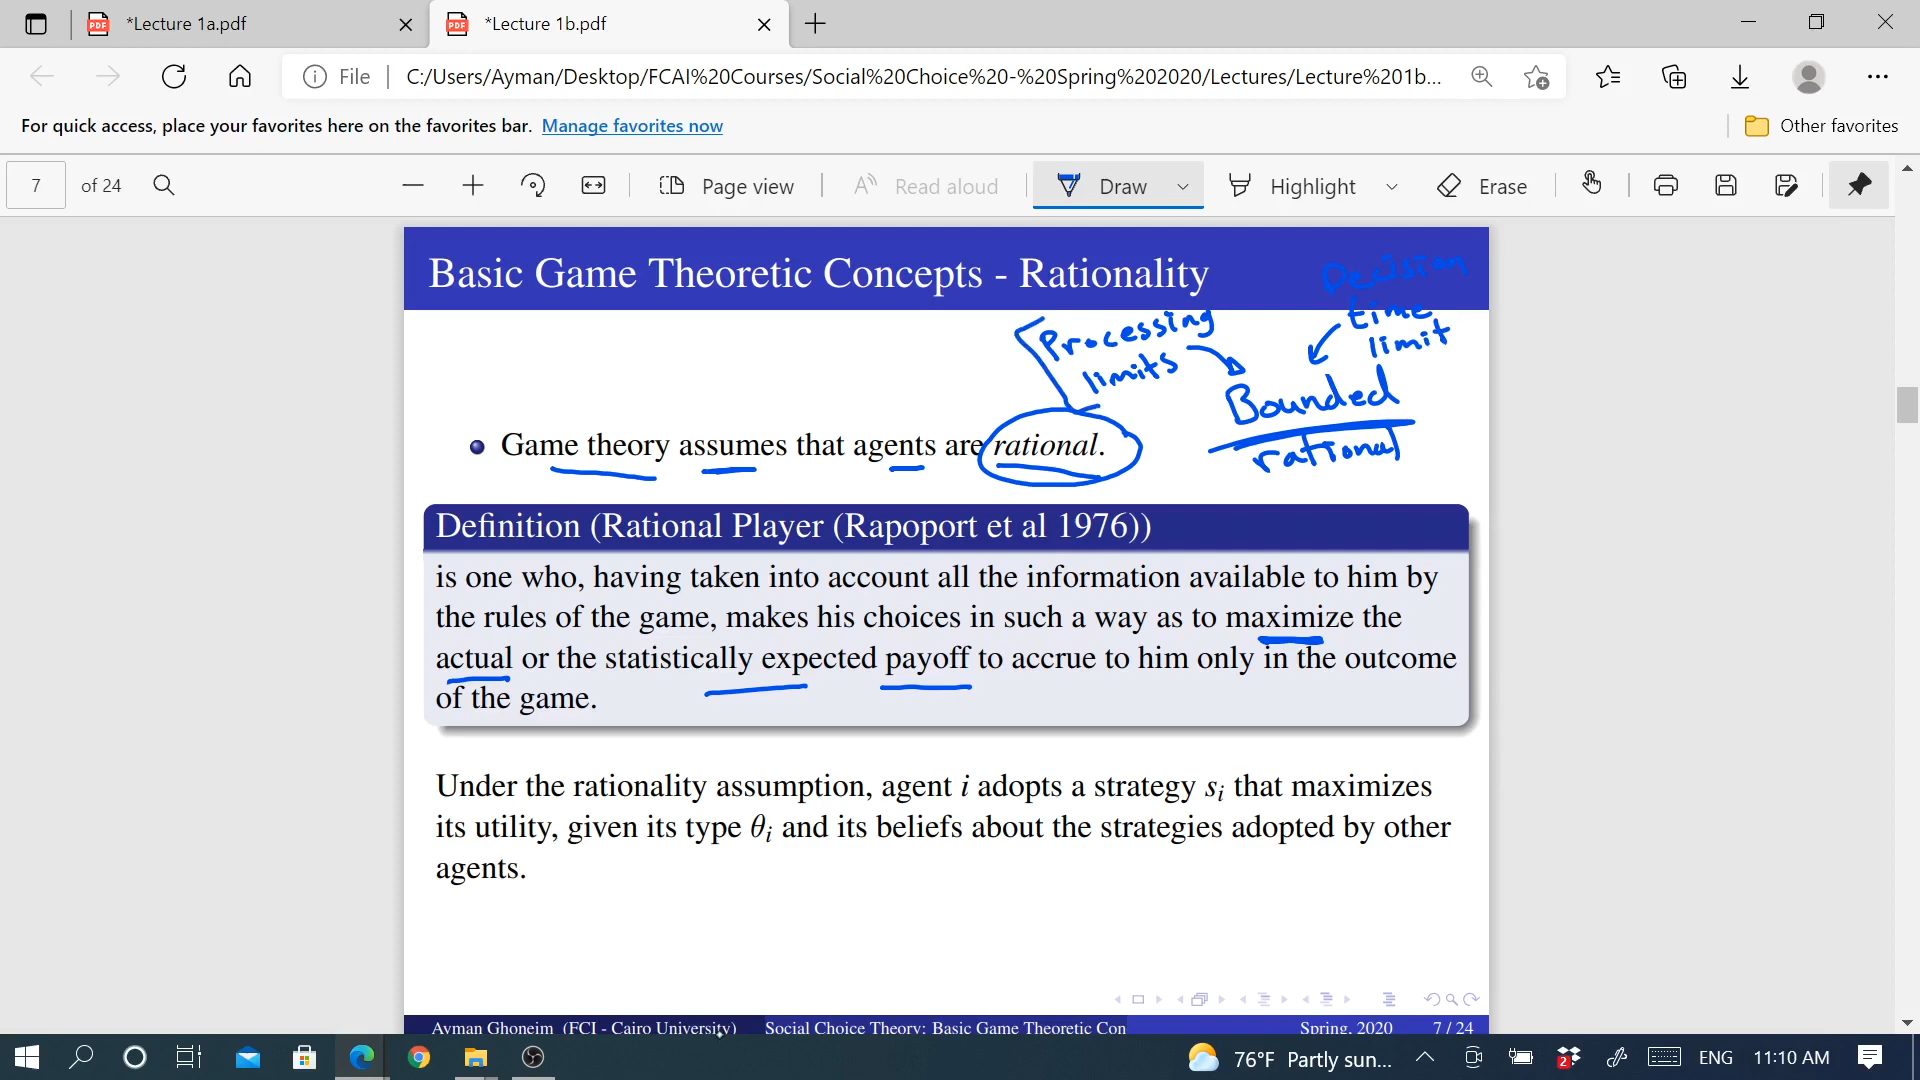 *Lecture 1a.pdf
*Lecture 1b.pdf
File
C:/Users/Ayman/Desktop/FCAI%20Courses/Social%20Choice%20-%20Spring%202020/Lectures/Lecture%201b...
For quick access, place your favorites here on the favorites bar. Manage favorites now
Other favorites
7 of 24
Page view
Read aloud
Draw
Highlight
Erase
Basic Game Theoretic Concepts - Rationality
Decision
time
limit
Processing
limits
Bounded
rational
Game theory assumes that agents are rational.
Definition (Rational Player (Rapoport et al 1976))
is one who, having taken into account all the information available to him by
the rules of the game, makes his choices in such a way as to maximize the
actual or the statistically expected payoff to accrue to him only in the outcome
of the game.
Under the rationality assumption, agent i adopts a strategy sᵢ that maximizes
its utility, given its type θᵢ and its beliefs about the strategies adopted by other
agents.
Ayman Ghoneim (FCI - Cairo University)
Social Choice Theory: Basic Game Theoretic Con
Spring, 2020
7 / 24
PDF
PDF
2
76°F Partly sun...
ENG
11:10 AM